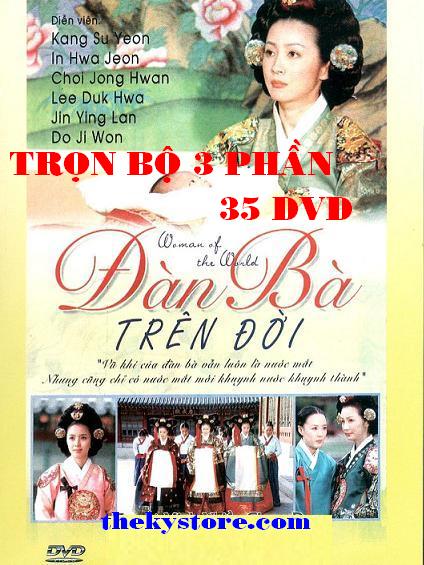 Diễn viên:
Kang Su Yeon
In Hwa Jeon
Choi Jong Hwan
Lee Duk Hwa
Jin Ying Lan
Do Ji Won
TRỌN BỘ 3 PHẦN
35 DVD
Woman of
the World
Đàn Bà
TRÊN ĐỜI
"Vũ khí của đàn bà vẫn luôn là nước mắt
Nhưng cũng chỉ có nước mắt mới khuynh nước khuynh thành"
thekystore.com
DVD